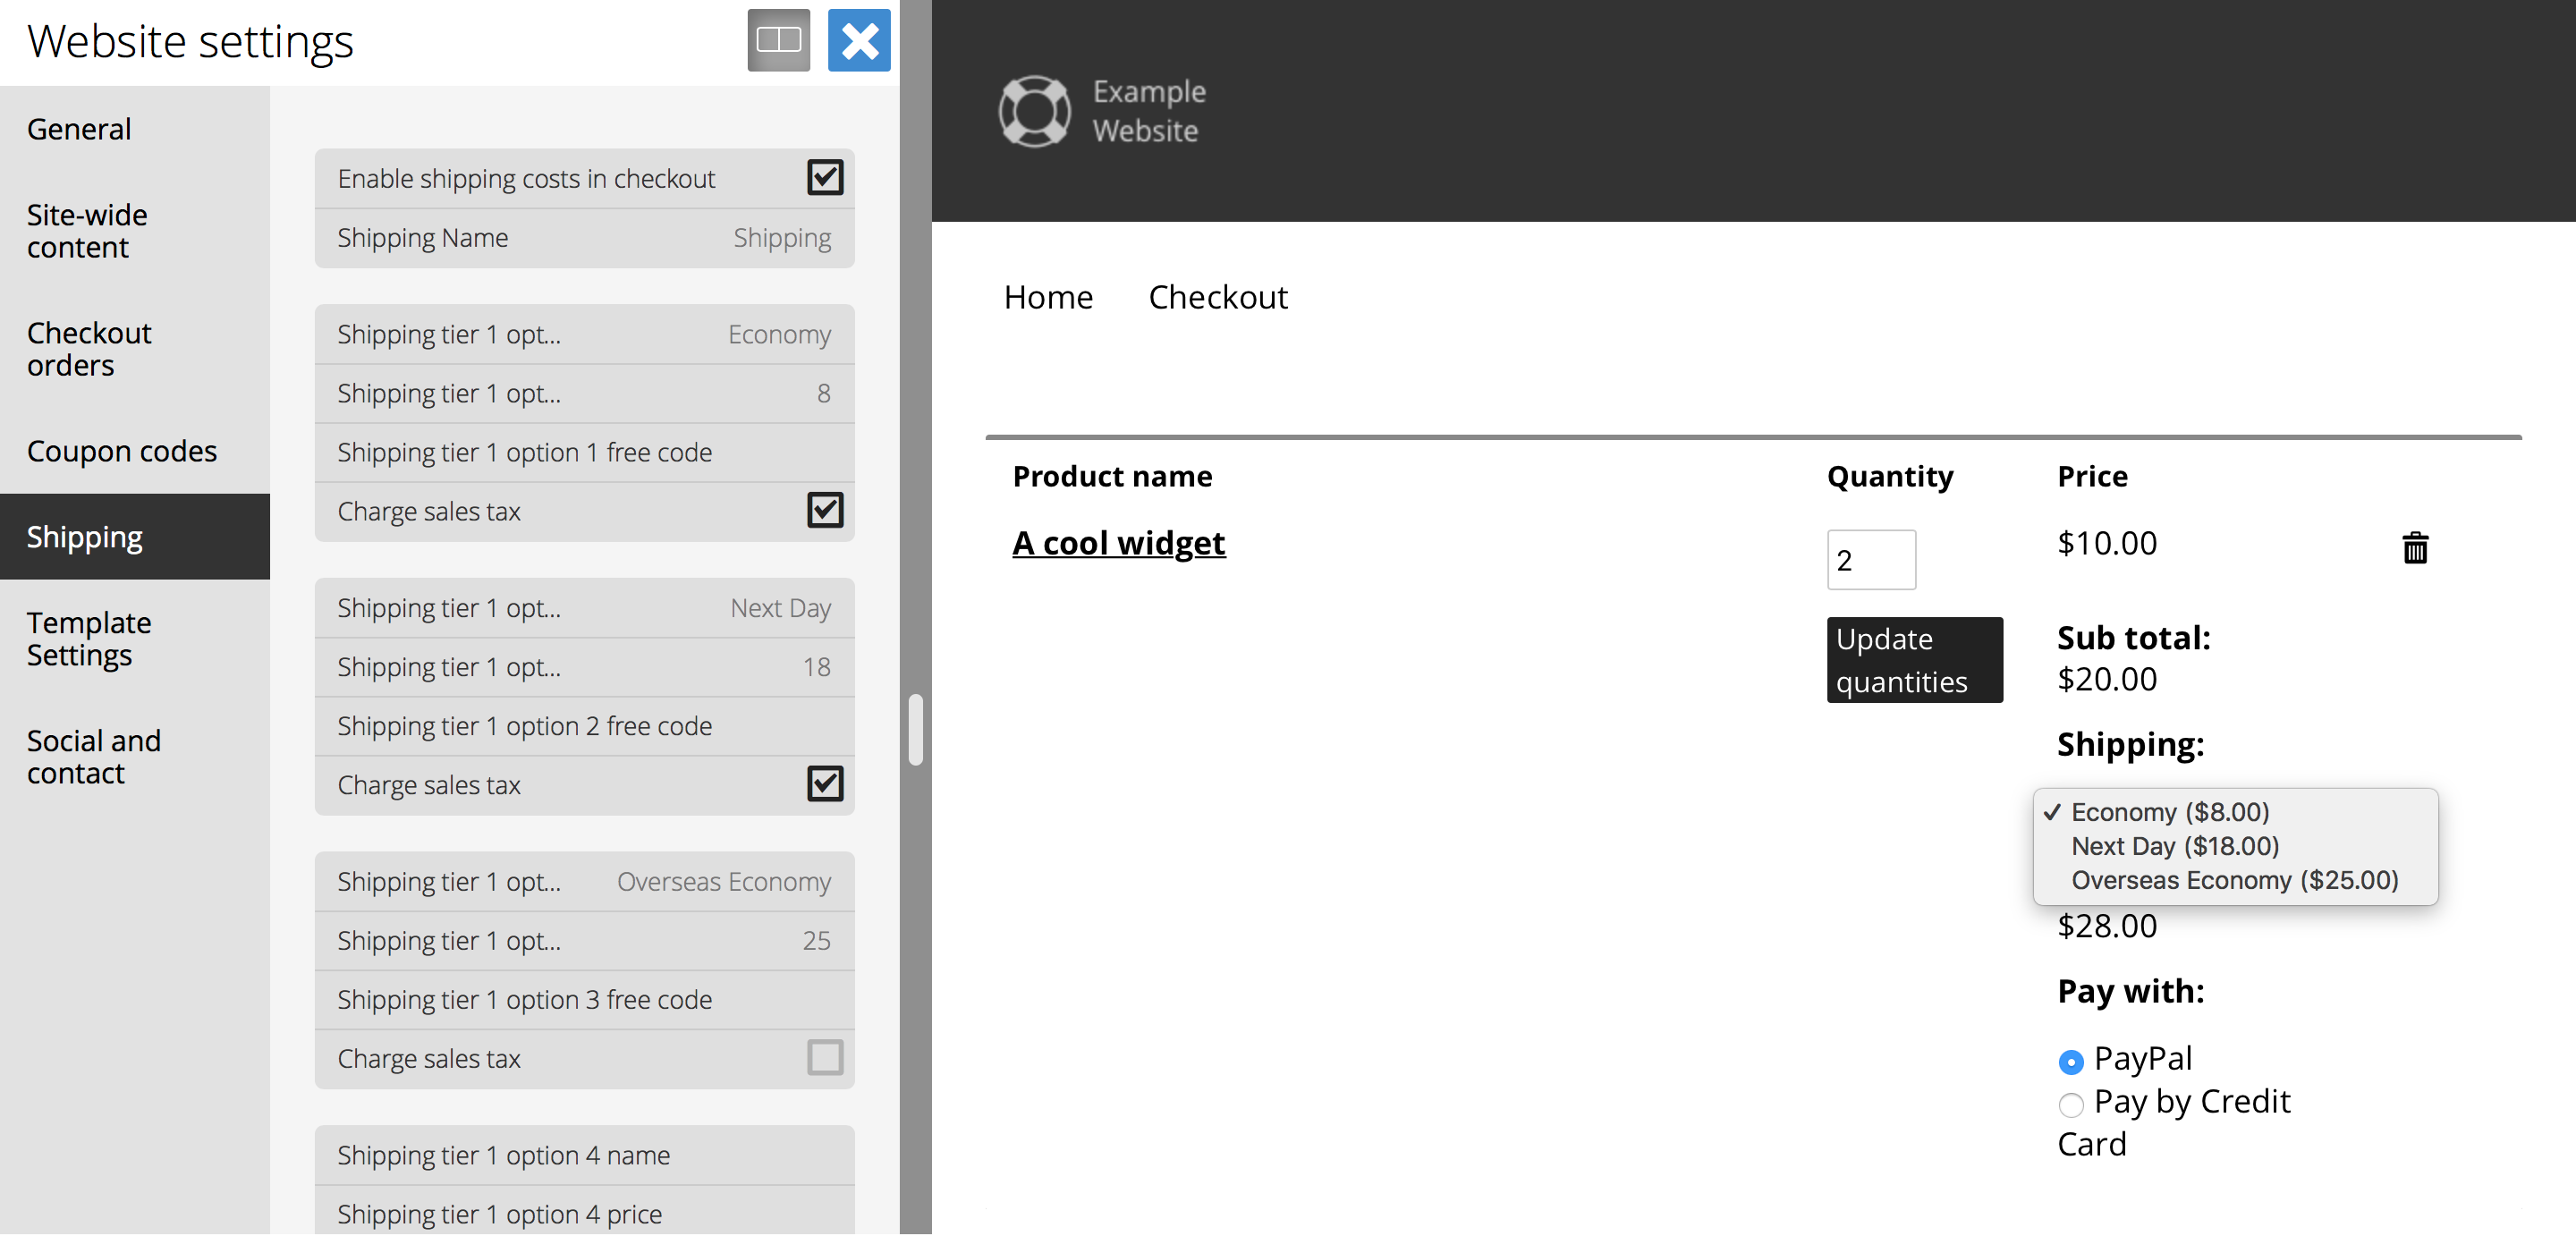 Website settings
General
Site-wide
content
Checkout
orders
Coupon codes
Shipping
Template
Settings
Social and
contact
Enable shipping costs in checkout
Shipping Name Shipping
Shipping tier 1 opt... Economy
Shipping tier 1 opt... 8
Shipping tier 1 option 1 free code
Charge sales tax
Shipping tier 1 opt... Next Day
Shipping tier 1 opt... 18
Shipping tier 1 option 2 free code
Charge sales tax
Shipping tier 1 opt... Overseas Economy
Shipping tier 1 opt... 25
Shipping tier 1 option 3 free code
Charge sales tax
Shipping tier 1 option 4 name
Shipping tier 1 option 4 price
Example
Website
Home Checkout
Product name Quantity Price
A cool widget 2 $10.00
Update
quantities
Sub total:
$20.00
Shipping:
✓ Economy ($8.00)
Next Day ($18.00)
Overseas Economy ($25.00)
$28.00
Pay with:
PayPal
Pay by Credit
Card